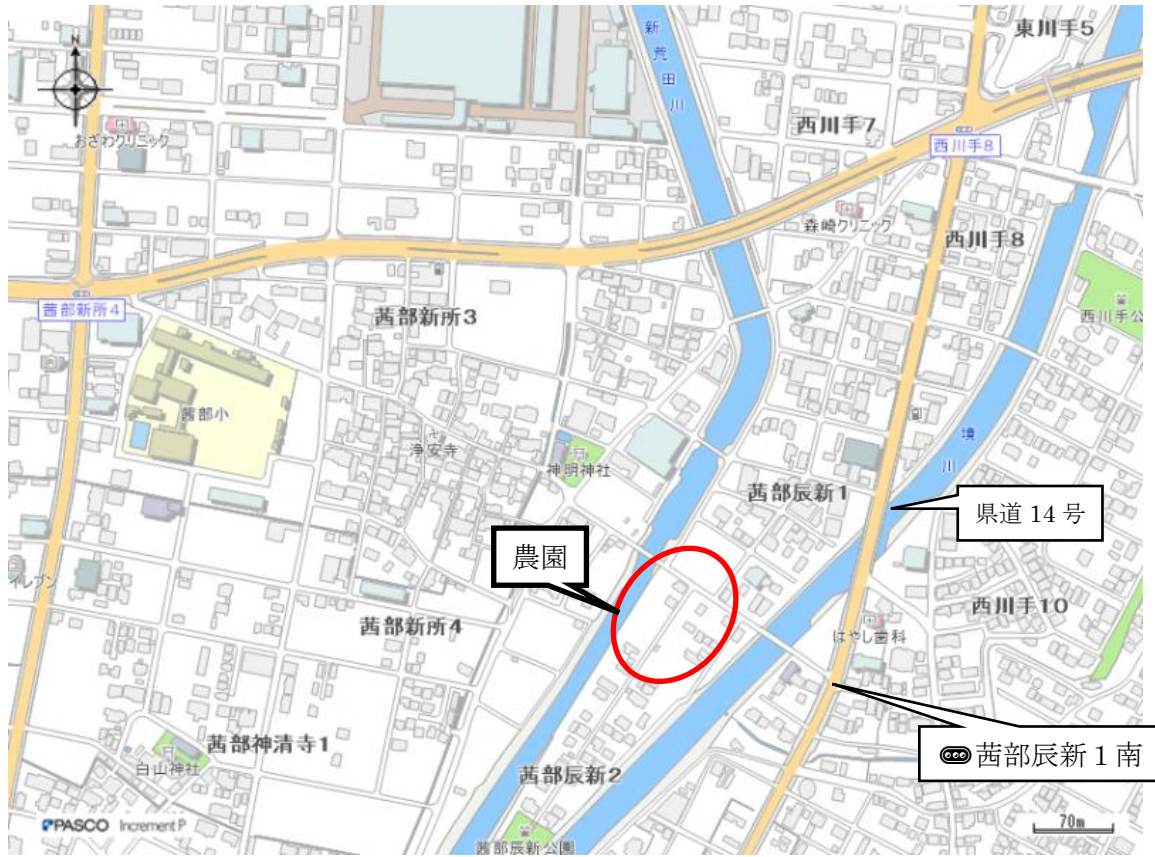 東川手5
新荒田川
N
西川手7
西川手8
おざわクリニック
森崎クリニック
西川手8
茜部新所4
茜部新所3
西川手公
茜部小
浄安寺
神明神社
境川
茜部辰新1
県道14号
農園
イレブン
茜部新所4
西川手10
はやし歯科
茜部神清寺1
白山神社
茜部辰新1南
茜部辰新2
PASCO Increment P
70m
茜部辰新公園